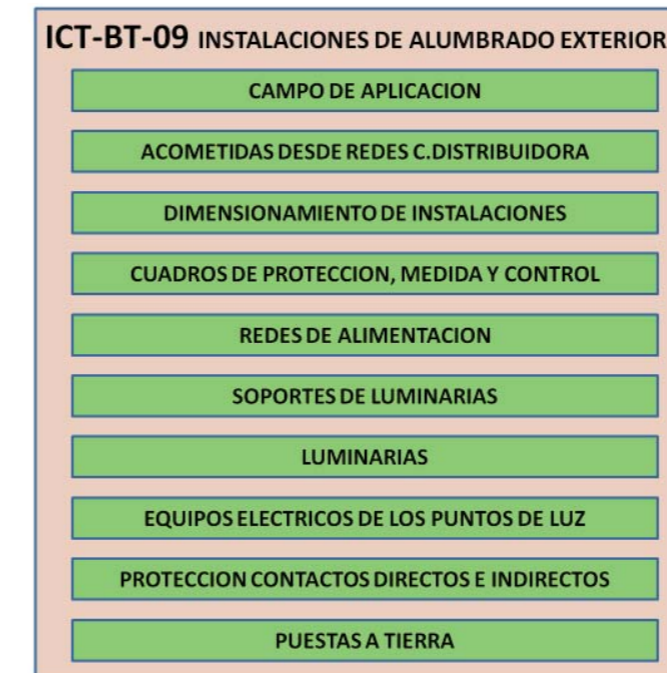 ICT-BT-09 INSTALACIONES DE ALUMBRADO EXTERIOR
CAMPO DE APLICACION
ACOMETIDAS DESDE REDES C.DISTRIBUIDORA
DIMENSIONAMIENTO DE INSTALACIONES
CUADROS DE PROTECCION, MEDIDA Y CONTROL
REDES DE ALIMENTACION
SOPORTES DE LUMINARIAS
LUMINARIAS
EQUIPOS ELECTRICOS DE LOS PUNTOS DE LUZ
PROTECCION CONTACTOS DIRECTOS E INDIRECTOS
PUESTAS A TIERRA